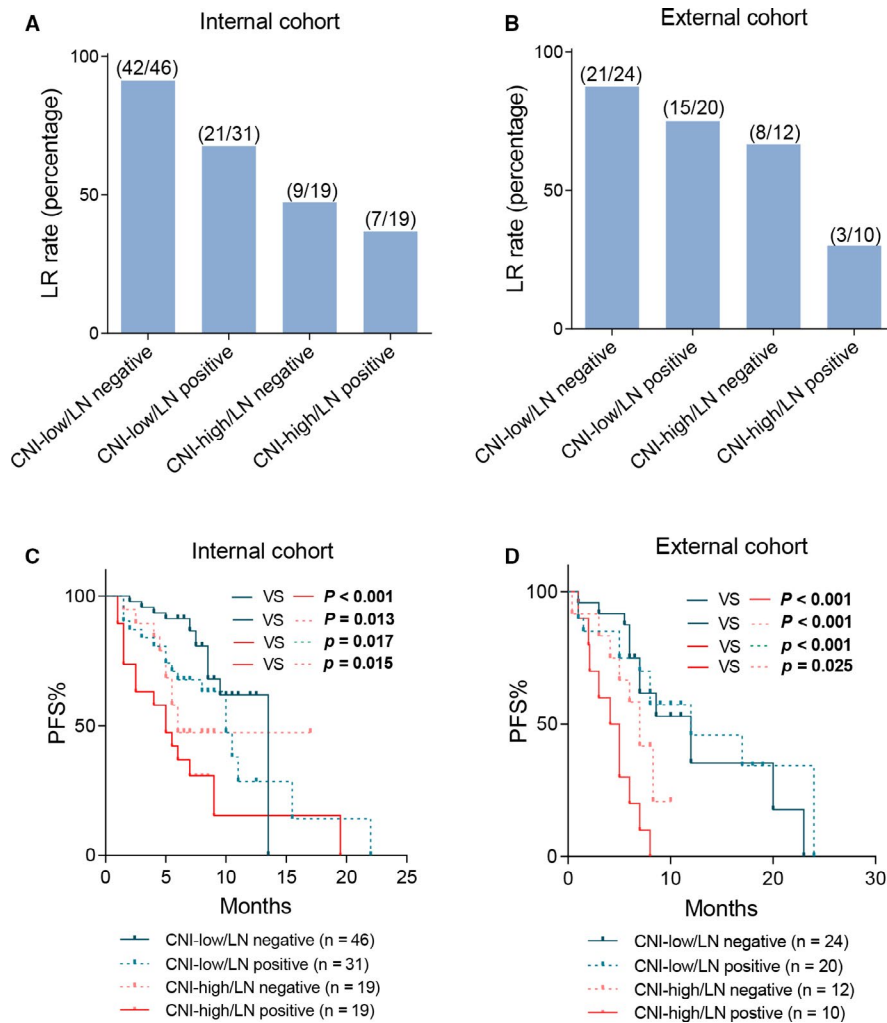 A
Internal cohort
LR rate (percentage)
100
50
0
(42/46)
(21/31)
(9/19)
(7/19)
CNI-low/LN negative
CNI-low/LN positive
CNI-high/LN negative
CNI-high/LN positive
B
External cohort
LR rate (percentage)
100
50
0
(21/24)
(15/20)
(8/12)
(3/10)
CNI-low/LN negative
CNI-low/LN positive
CNI-high/LN negative
CNI-high/LN positive
C
Internal cohort
PFS%
100
50
0
VS P < 0.001
VS P = 0.013
VS p = 0.017
VS p = 0.015
0 5 10 15 20 25
Months
CNI-low/LN negative (n = 46)
CNI-low/LN positive (n = 31)
CNI-high/LN negative (n = 19)
CNI-high/LN positive (n = 19)
D
External cohort
PFS%
100
50
0
VS P < 0.001
VS P < 0.001
VS p < 0.001
VS p = 0.025
0 10 20 30
Months
CNI-low/LN negative (n = 24)
CNI-low/LN positive (n = 20)
CNI-high/LN negative (n = 12)
CNI-high/LN postive (n = 10)